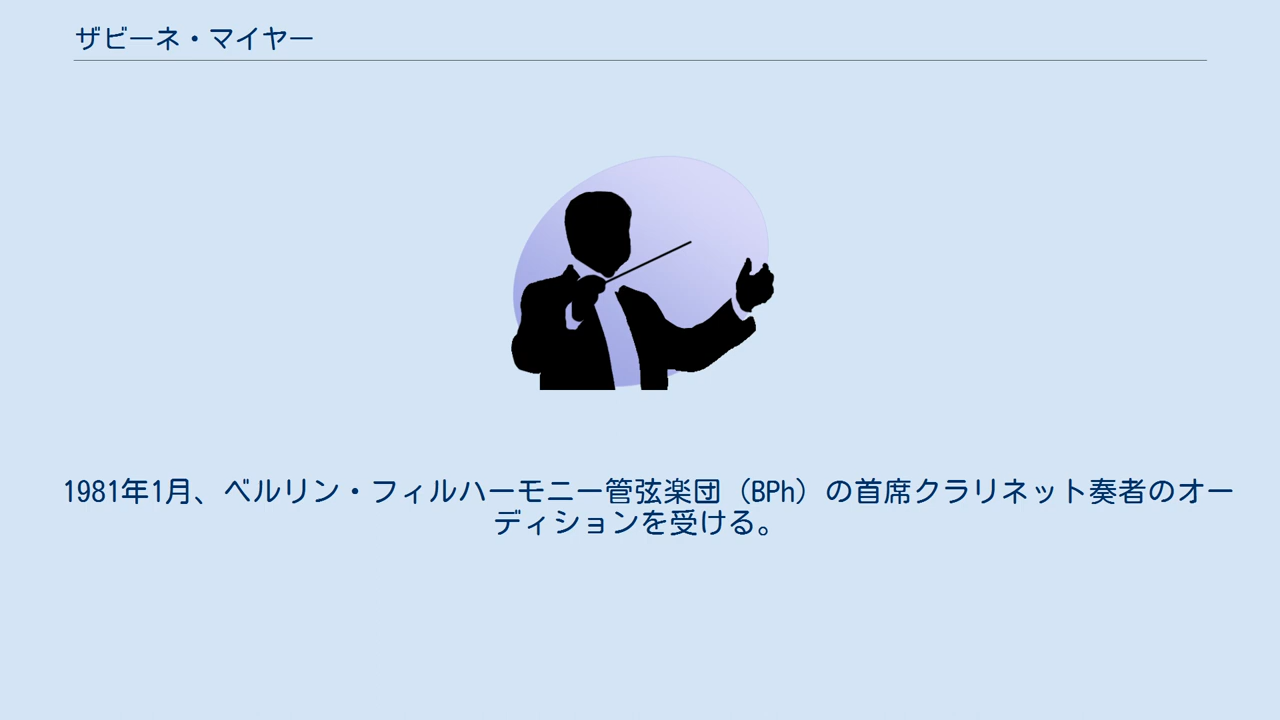 ザビーネ・マイヤー
1981年1月、ベルリン・フィルハーモニー管弦楽団（BPh）の首席クラリネット奏者のオー
ディションを受ける。